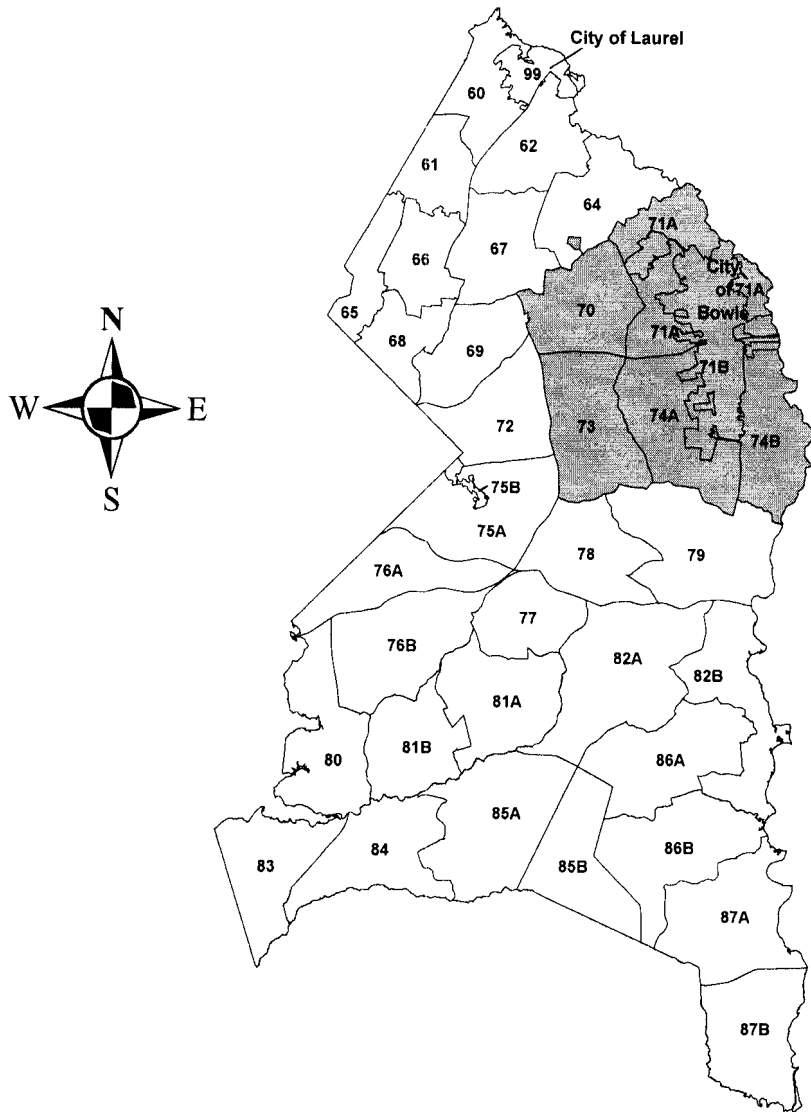 City of Laurel
99
60
62
61
64
71A
66
67
City
of 71A
Bowie
65
70
68
71A
69
71B
N
W
E
S
72
73
74A
74B
75B
75A
78
79
76A
77
76B
82A
82B
81A
81B
80
86A
85A
86B
84
83
85B
87A
87B